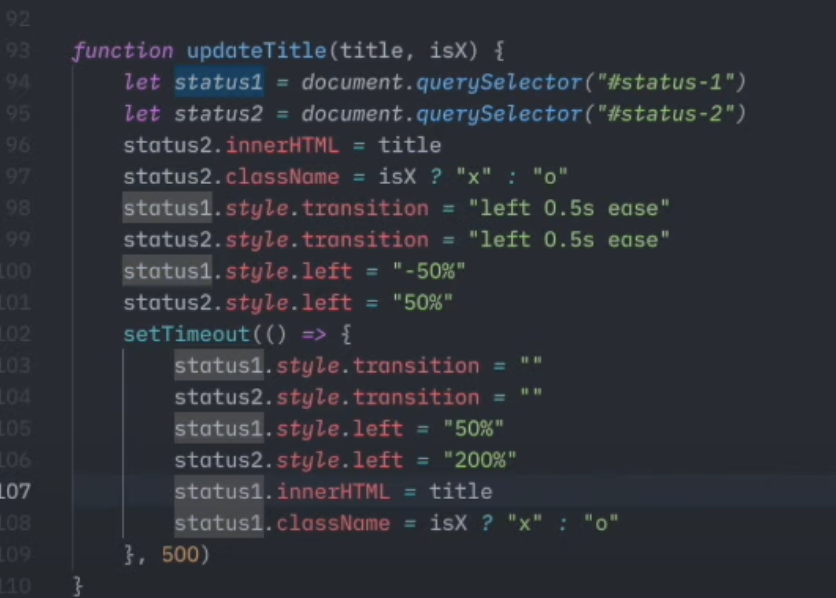 92
93 function updateTitle(title, isX) {
94 let status1 = document.querySelector("#status-1")
95 let status2 = document.querySelector("#status-2")
96 status2.innerHTML = title
97 status2.className = isX ? "x" : "o"
98 status1.style.transition = "left 0.5s ease"
99 status2.style.transition = "left 0.5s ease"
100 status1.style.left = "-50%"
101 status2.style.left = "50%"
102 setTimeout(() => {
103 status1.style.transition = ""
104 status2.style.transition = ""
105 status1.style.left = "50%"
106 status2.style.left = "200%"
107 status1.innerHTML = title
108 status1.className = isX ? "x" : "o"
109 }, 500)
110 }